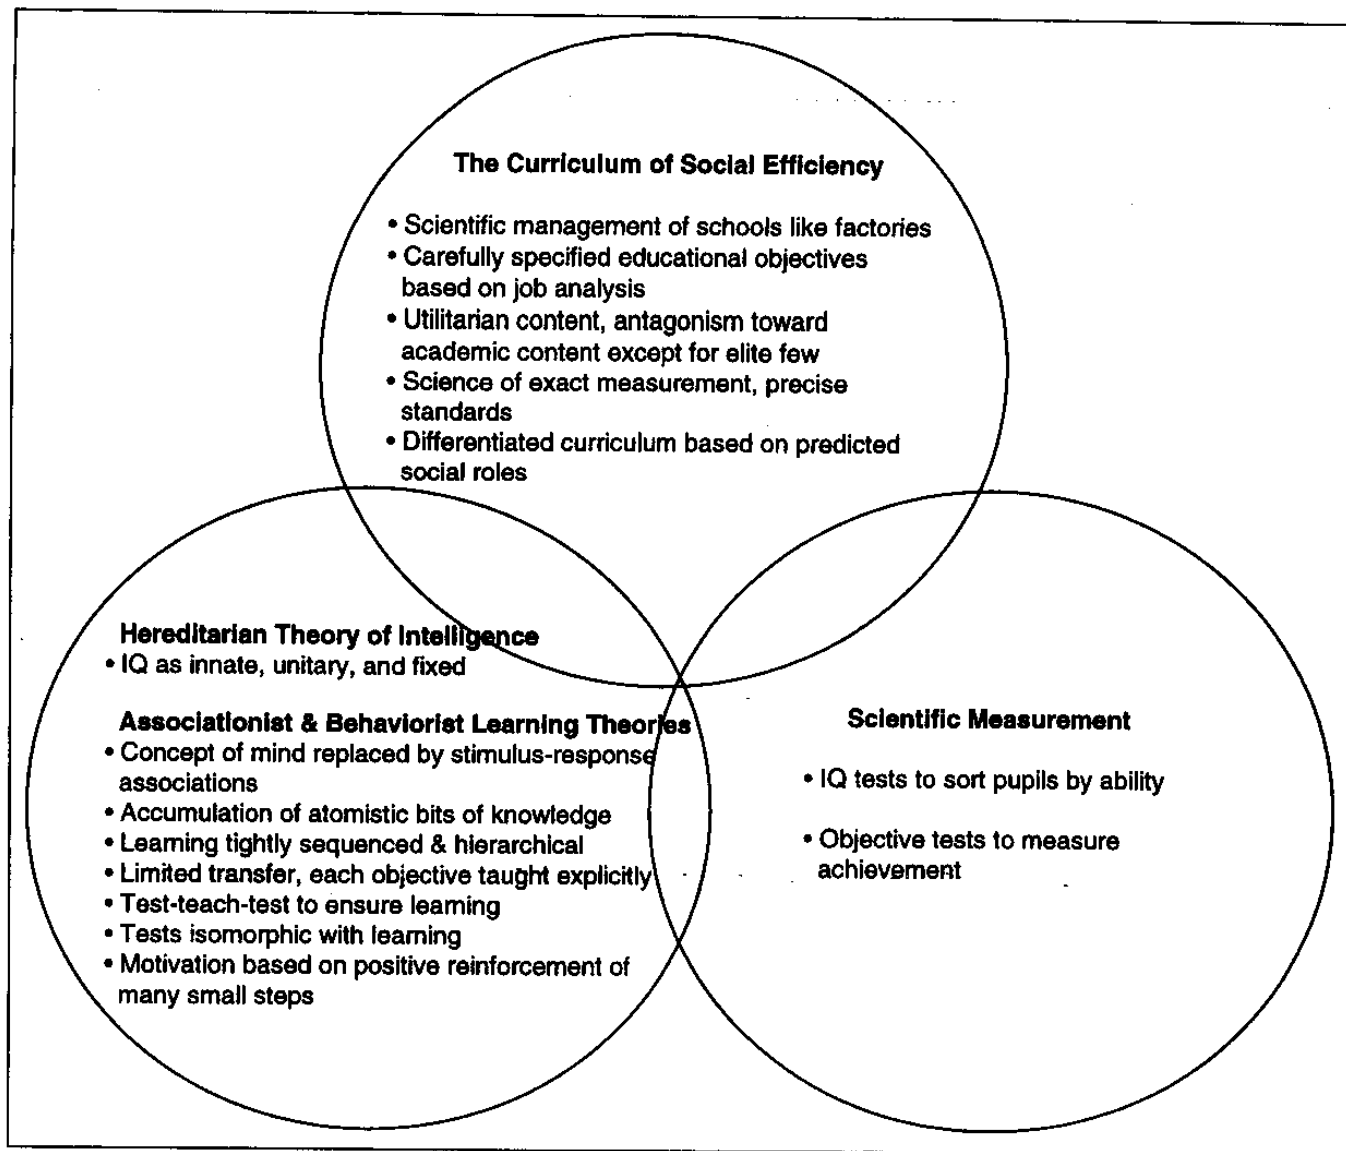 The Curriculum of Social Efficiency
• Scientific management of schools like factories
• Carefully specified educational objectives
based on job analysis
• Utilitarian content, antagonism toward
academic content except for elite few
• Science of exact measurement, precise
standards
• Differentiated curriculum based on predicted
social roles
Hereditarian Theory of Intelligence
• IQ as innate, unitary, and fixed
Associationist & Behaviorist Learning Theories
• Concept of mind replaced by stimulus-response
associations
• Accumulation of atomistic bits of knowledge
• Learning tightly sequenced & hierarchical
• Limited transfer, each objective taught explicitly
• Test-teach-test to ensure learning
• Tests isomorphic with learning
• Motivation based on positive reinforcement of
many small steps
Scientific Measurement
• IQ tests to sort pupils by ability
• Objective tests to measure
achievement